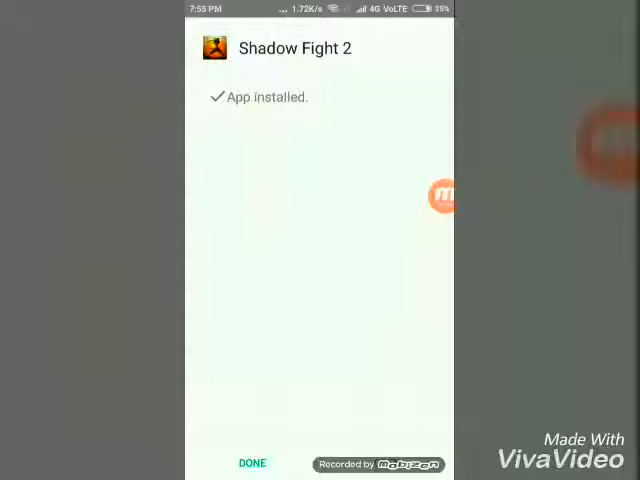 7:55 PM ... 1.72K/s 4G VoLTE 25%
Shadow Fight 2
App installed.
DONE
Recorded by mobizen
Made With
VivaVideo